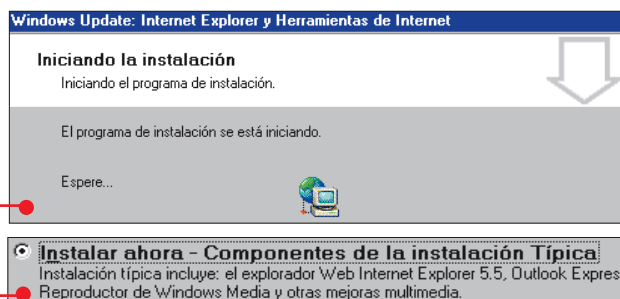 Windows Update: Internet Explorer y Herramientas de Internet
Iniciando la instalación
Iniciando el programa de instalación.
El programa de instalación se está iniciando.
Espere...
Instalar ahora - Componentes de la instalación Típica
Instalación típica incluye: el explorador Web Internet Explorer 5.5, Outlook Expres
Reproductor de Windows Media y otras mejoras multimedia.